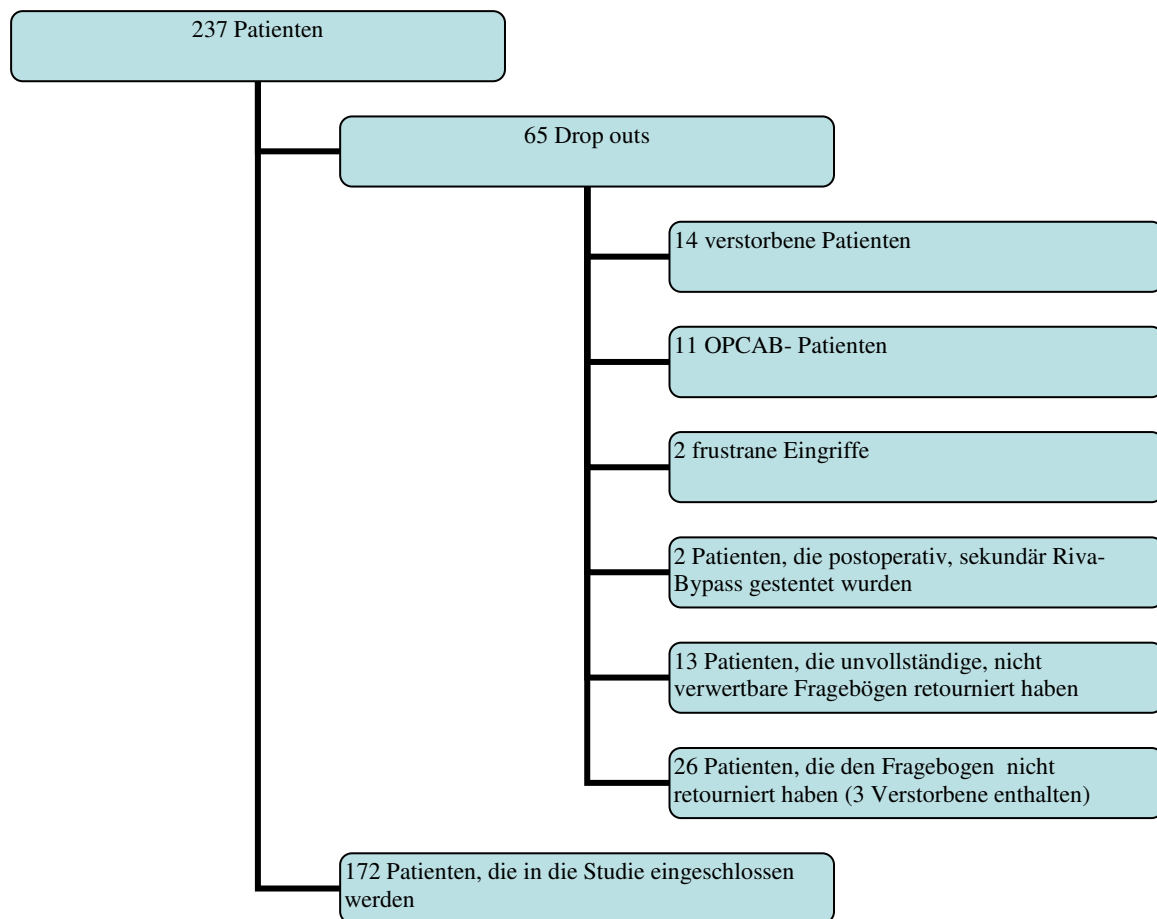 237 Patienten
65 Drop outs
14 verstorbene Patienten
11 OPCAB- Patienten
2 frustrane Eingriffe
2 Patienten, die postoperativ, sekundär Riva-
Bypass gestentet wurden
13 Patienten, die unvollständige, nicht
verwertbare Fragebögen retourniert haben
26 Patienten, die den Fragebogen  nicht
retourniert haben (3 Verstorbene enthalten)
172 Patienten, die in die Studie eingeschlossen
werden